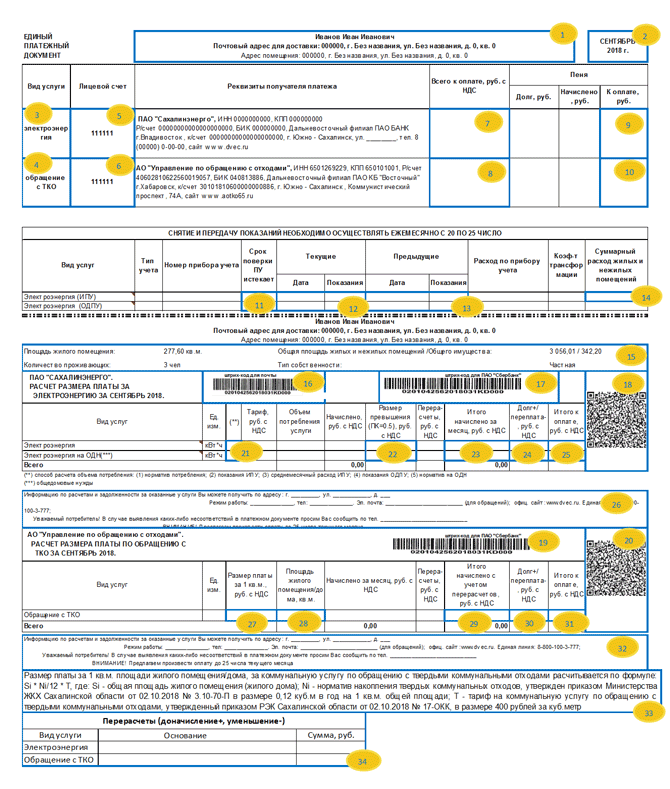 ЕДИНЫЙ
ПЛАТЕЖНЫЙ
ДОКУМЕНТ
Иванов Иван Иванович
Почтовый адрес для доставки: 000000, г. Без названия, ул. Без названия, д. 0, кв. 0
Адрес помещения: 000000, г. Без названия, ул. Без названия, д. 0, кв. 0
1
СЕНТЯБРЬ
2018 г.
2
Вид услуги
Лицевой счет
Реквизиты получателя платежа
Всего к оплате, руб. с НДС
Пеня
Долг, руб.
Начислено, руб.
К оплате, руб.
3
электроэнергия
5
111111
ПАО "Сахалинэнерго", ИНН 0000000000, КПП 000000000
Р/счет 00000000000000000000, БИК 000000, Дальневосточный филиал ПАО БАНК
г.Владивосток, к/счет 00000000000000000000, г. Южно - Сахалинск, ул. ________, тел. 8
(00000) 0-00-00, сайт www.dvec.ru
7
9
4
обращение с ТКО
6
111111
АО "Управление по обращению с отходами", ИНН 6501269229, КПП 650101001, Р/счет
40602810622560019057, БИК 040813886, Дальневосточный филиал ПАО КБ "Восточный"
г.Хабаровск, к/счет 30101810600000000886, г. Южно - Сахалинск, Коммунистический
проспект, 74А, сайт www.aotko65.ru
8
10
СНЯТИЕ И ПЕРЕДАЧУ ПОКАЗАНИЙ НЕОБХОДИМО ОСУЩЕСТВЛЯТЬ ЕЖЕМЕСЯЧНО С 20 ПО 25 ЧИСЛО
Вид услуг
Тип учета
Номер прибора учета
Срок поверки ПУ истекает
Текущие
Дата
Показания
Предыдущие
Дата
Показания
Расход по прибору учета
Коэф-т трансформации
Суммарный расход жилых и нежилых помещений
Электроэнергия (ИПУ)
Электроэнергия (ОДПУ)
11
12
13
14
Иванов Иван Иванович
Почтовый адрес для доставки: 000000, г. Без названия, ул. Без названия, д. 0, кв. 0
Адрес помещения: 000000, г. Без названия, ул. Без названия, д. 0, кв. 0
Площадь жилого помещения: 277,60 кв.м. Общая площадь жилых и нежилых помещений /Общего имущества: 3 056,01 / 342,20
Количество проживающих: 3 чел Тип собственности: Частная
15
ПАО "САХАЛИНЭНЕРГО".
РАСЧЕТ РАЗМЕРА ПЛАТЫ ЗА
ЭЛЕКТРОЭНЕРГИЮ ЗА СЕНТЯБРЬ 2018.
штрих-код для почты
16
020104256201803 1KD000
штрих-код для ПАО "Сбербанк"
17
0201042562018031KD000
18
Вид услуг
Ед. изм.
(**)
Тариф, руб. с НДС
Объем потребления услуги
Начислено, руб. с НДС
Размер превышения (ПК=0.5), руб. с НДС
Перерасчеты, руб. с НДС
Итого начислено за месяц, руб. с НДС
Долг+/ переплата-, руб. с НДС
Итого к оплате, руб. с НДС
Электроэнергия кВт*ч
Электроэнергия на ОДН(***) кВт*ч
Всего 0,00 0,00
21
22
23
24
25
(**) способ расчета объема потребления: (1) норматив потребления; (2) показания ИПУ; (3) среднемесячный расход ИПУ; (4) показания ОДПУ; (5) норматив на ОДН
(***) общедомовые нужды
Информацию по расчетам и задолженности за оказанные услуги Вы можете получить по адресу: г. ________, ул. ________, д. ___
Режим работы: ________, тел: ________. Эл. почта: ________ (для обращений); офиц. сайт: www.dvec.ru. Единая
100-3-777;
Уважаемый потребитель! В случае выявления каких-либо несоответствий в платежном документе просим Вас сообщить по тел. ________
26
АО "Управление по обращению с отходами".
РАСЧЕТ РАЗМЕРА ПЛАТЫ ПО ОБРАЩЕНИЮ С
ТКО ЗА СЕНТЯБРЬ 2018.
штрих-код для ПАО "Сбербанк"
0201042562018031KD000
19
20
Вид услуг
Ед. изм.
Размер платы за 1 кв.м., руб. с НДС
Площадь жилого помещения/дома, кв.м.
Начислено за месяц, руб. с НДС
Перерасчеты, руб. с НДС
Итого начислено с учетом перерасчетов, руб. с НДС
Долг+/ переплата-, руб. с НДС
Итого к оплате, руб. с НДС
Обращение с ТКО
Всего 0,00 0,00
27
28
29
30
31
Информацию по расчетам и задолженности за оказанные услуги Вы можете получить по адресу: г. ________, ул. ________, д. ___
Режим работы: ________, тел: ________. Эл. почта: ________ (для обращений); офиц. сайт: www.dvec.ru. Единая линия: 8-800-100-3-777;
Уважаемый потребитель! В случае выявления каких-либо несоответствий в платежном документе просим Вас сообщить по тел. ________
ВНИМАНИЕ! Предлагаем произвести оплату до 25 числа текущего месяца
32
Размер платы за 1 кв.м. площади жилого помещения/дома, за коммунальную услугу по обращению с твердыми коммунальными отходами расчитывается по формуле:
Si * Ni/12 * Т, где: Si - общая площадь жилого помещения (жилого дома); Ni - норматив накопления твердых коммунальных отходов, утвержден приказом Министерства
ЖКХ Сахалинской области от 02.10.2018 № 3.10-70-П в размере 0,12 куб.м в год на 1 кв.м. общей площади; Т - тариф на коммунальную услугу по обращению с
твердыми коммунальными отходами, утвержденный приказом РЭК Сахалинской области от 02.10.2018 № 17-ОКК, в размере 400 рублей за куб метр
33
Перерасчеты (доначисление+, уменьшение-)
Вид услуги Основание Сумма, руб.
Электроэнергия
Обращение с ТКО
34